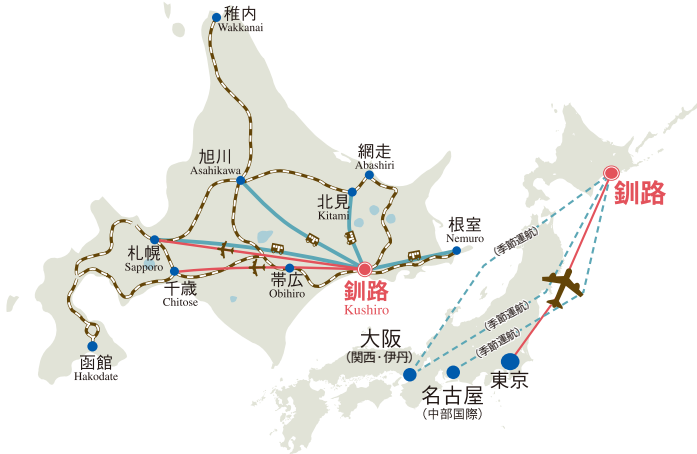 稚内
Wakkanai
旭川
Asahikawa
網走
Abashiri
北見
Kitami
根室
Nemuro
札幌
Sapporo
千歳
Chitose
帯広
Obihiro
釧路
Kushiro
函館
Hakodate
釧路
(季節運航)
(季節運航)
(季節運航)
大阪
(関西・伊丹)
名古屋
(中部国際)
東京